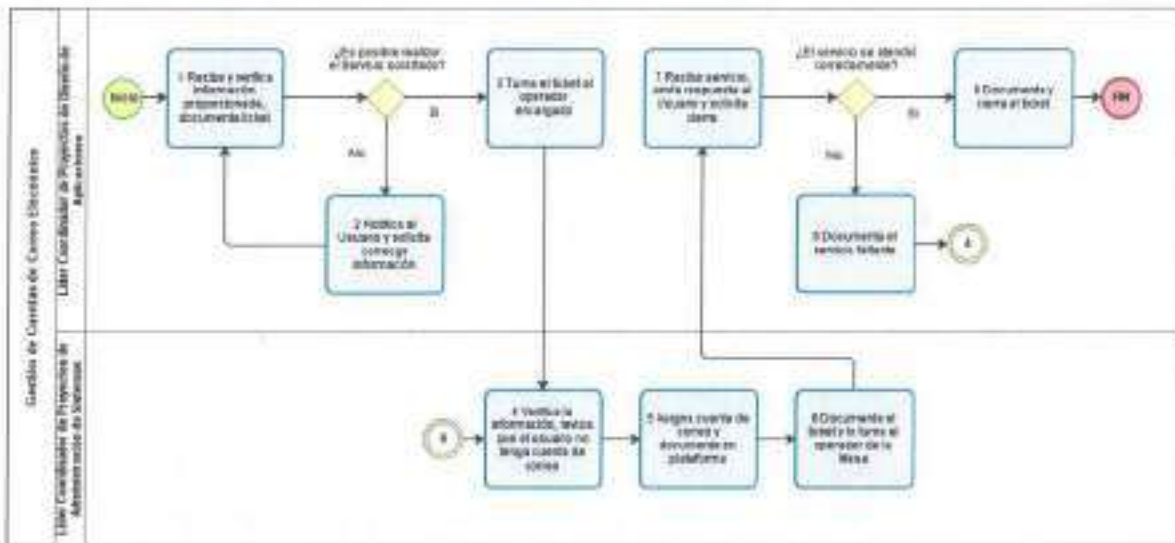 Gestión de Cuentas de Correo Electrónico
Líder Coordinador de Proyectos de Diseño de
Aplicaciones
Inicio
1 Recibe y verifica
información
proporcionada,
documenta ticket
¿Es posible realizar
el Servicio solicitado?
Si
No
2 Notifica al
Usuario y solicita
corregir
información
3 Turna el ticket al
operador
encargado
7 Recibe servicio,
envía respuesta al
Usuario y solicita
cierre
¿El servicio se atendió
correctamente?
Si
No
8 Documenta el
servicio faltante
9 Documenta y
cierra el ticket
FIN
Líder Coordinador de Proyectos de
Administración de Sistemas
4 Verifica la
información, revisa
que el usuario no
tenga cuenta de
correo
5 Asigna cuenta de
correo y
documenta en
plataforma
6 Documenta el
ticket y lo turna al
operador de la
Mesa